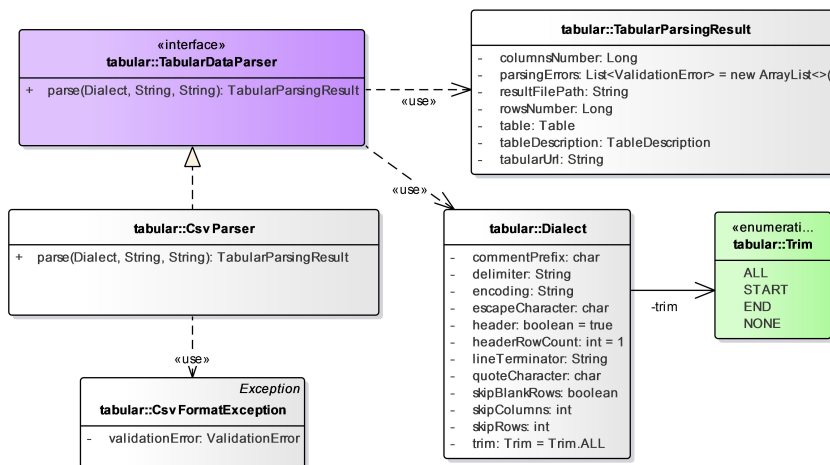 «interface»
tabular::TabularDataParser
+ parse(Dialect, String, String): TabularParsingResult
«use»
tabular::TabularParsingResult
- columnsNumber: Long
- parsingErrors: List<ValidationError> = new ArrayList<>(
- resultFilePath: String
- rowsNumber: Long
- table: Table
- tableDescription: TableDescription
- tabularUrl: String
«use»
tabular::CsvParser
+ parse(Dialect, String, String): TabularParsingResult
«use»
Exception
tabular::CsvFormatException
- validationError: ValidationError
tabular::Dialect
- commentPrefix: char
- delimiter: String
- encoding: String
- escapeCharacter: char
- header: boolean = true
- headerRowCount: int = 1
- lineTerminator: String
- quoteCharacter: char
- skipBlankRows: boolean
- skipColumns: int
- skipRows: int
- trim: Trim = Trim.ALL
-trim
«enumerati...
tabular::Trim
ALL
START
END
NONE